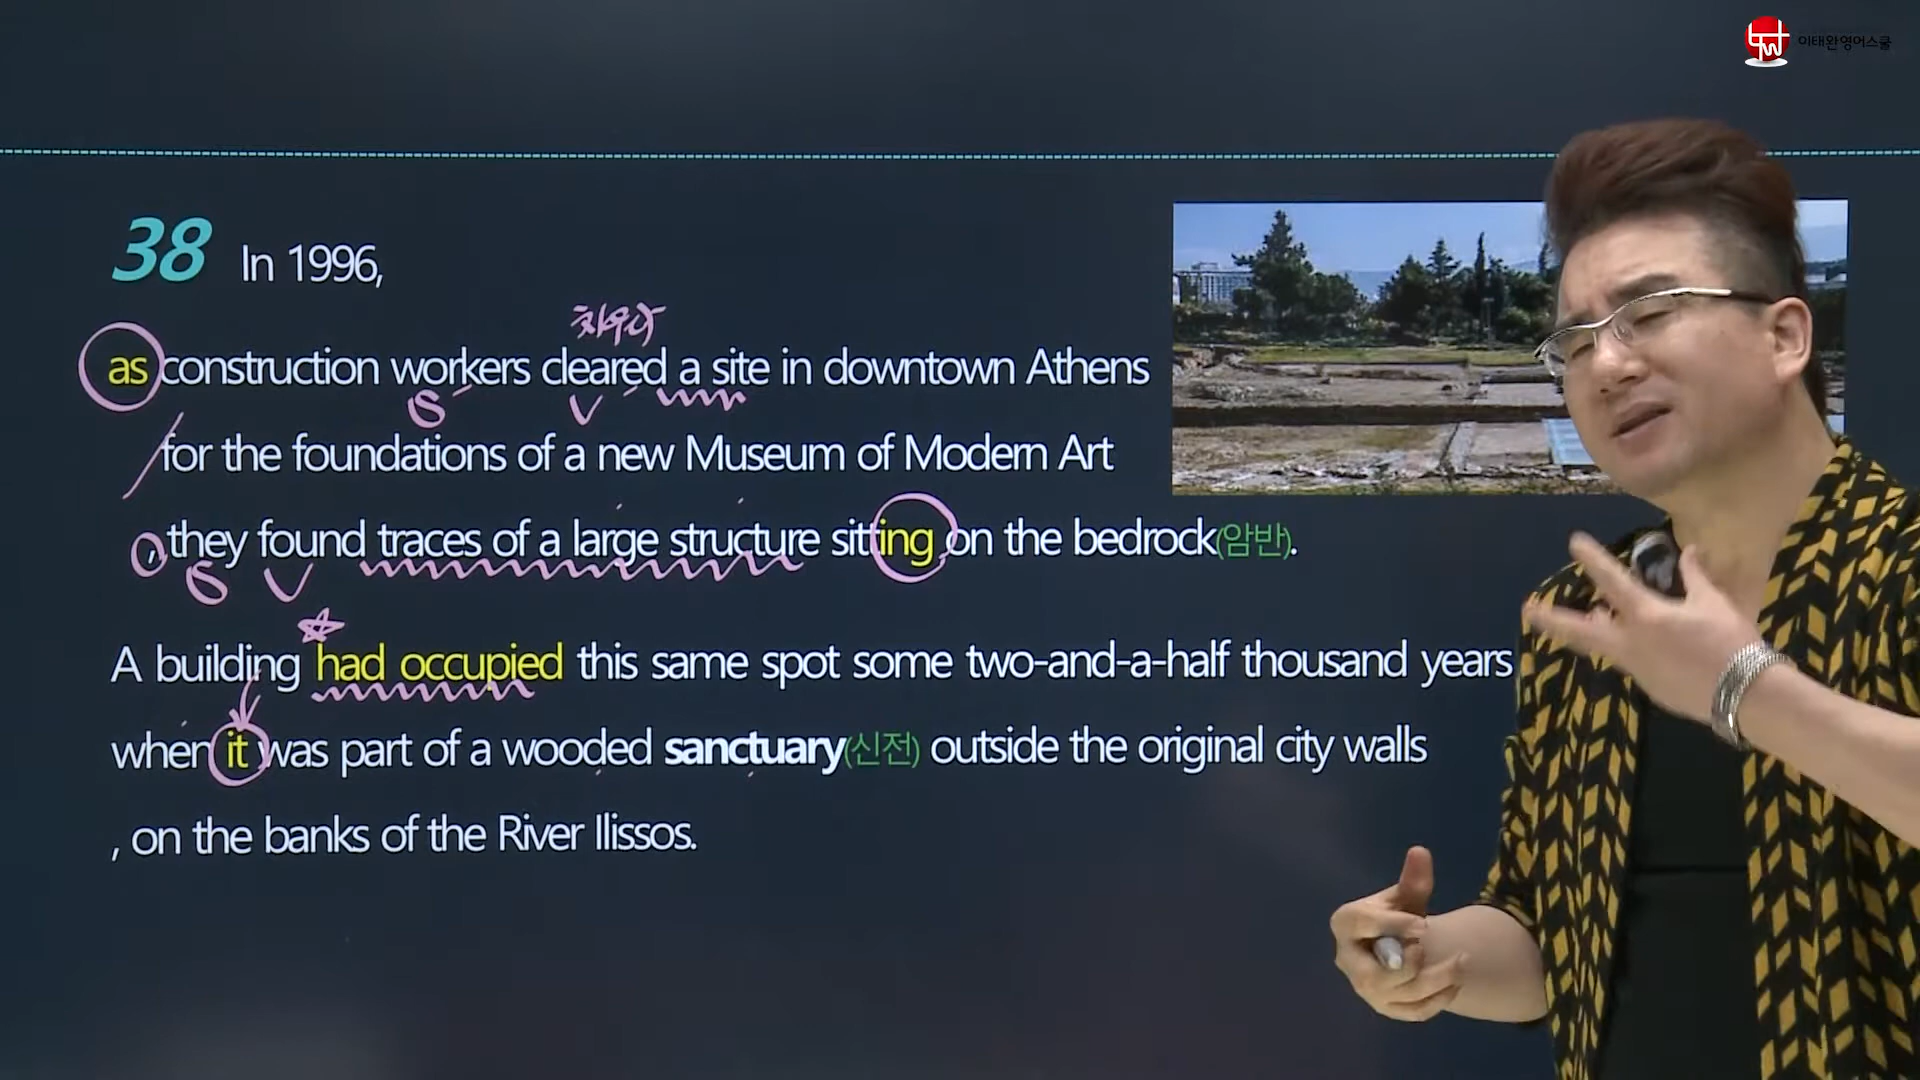 이태완영어스쿨
38 In 1996,
치우다
as construction workers cleared a site in downtown Athens
S V
for the foundations of a new Museum of Modern Art
, they found traces of a large structure sitting on the bedrock(암반).
S V
A building had occupied this same spot some two-and-a-half thousand years
when it was part of a wooded sanctuary(신전) outside the original city walls
, on the banks of the River Ilissos.